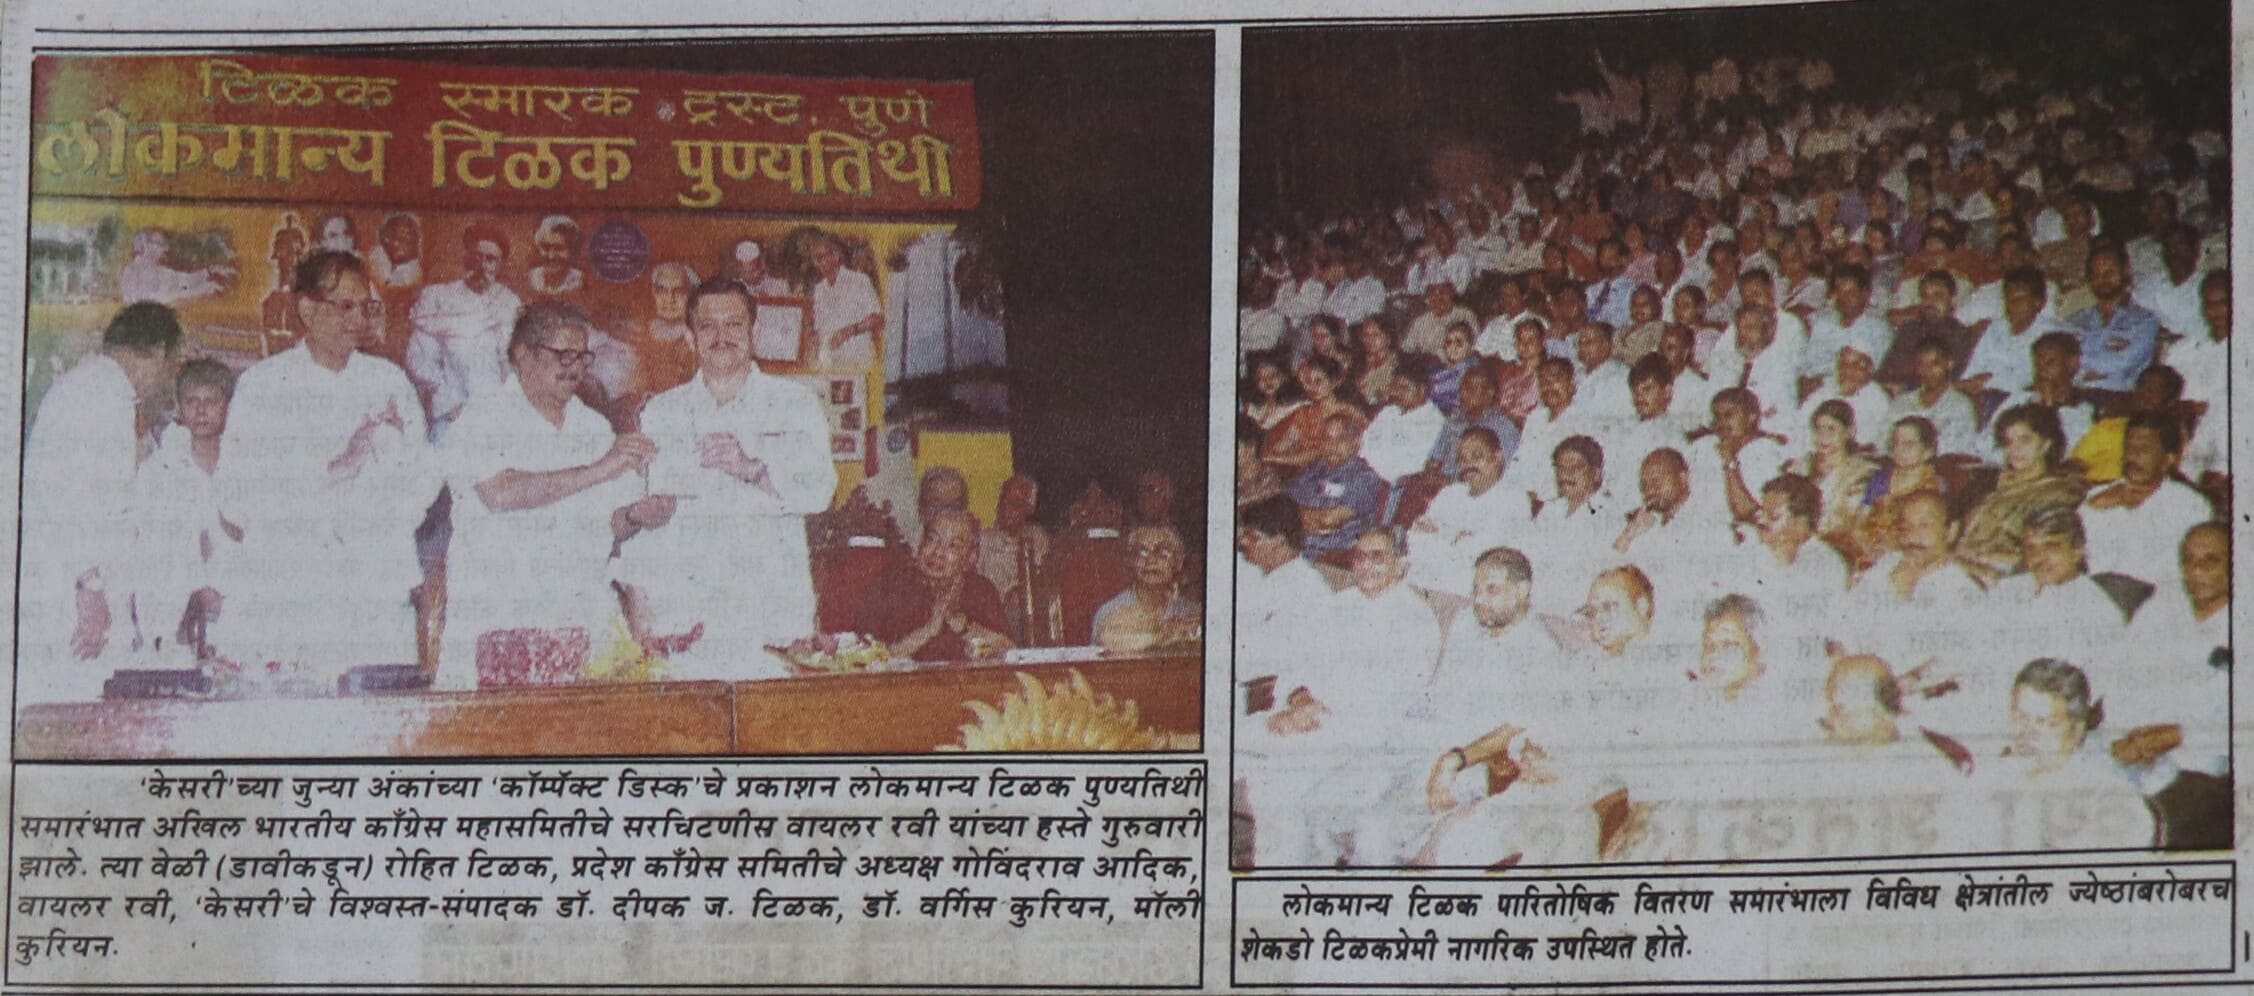 टिळक स्मारक ट्रस्ट, पुणे
लोकमान्य टिळक पुण्यतिथी
'केसरी'च्या जुन्या अंकांच्या 'कॉम्पॅक्ट डिस्क'चे प्रकाशन लोकमान्य टिळक पुण्यतिथी
समारंभात अखिल भारतीय काँग्रेस महासमितीचे सरचिटणीस वायलर रवी यांच्या हस्ते गुरुवारी
झाले. त्या वेळी (डावीकडून) रोहित टिळक, प्रदेश काँग्रेस समितीचे अध्यक्ष गोविंदराव आदिक,
वायलर रवी, 'केसरी'चे विश्वस्त-संपादक डॉ. दीपक ज. टिळक, डॉ. वर्गिस कुरियन, मॉली
कुरियन.
लोकमान्य टिळक पारितोषिक वितरण समारंभाला विविध क्षेत्रांतील ज्येष्ठांबरोबरच
शेकडो टिळकप्रेमी नागरिक उपस्थित होते.